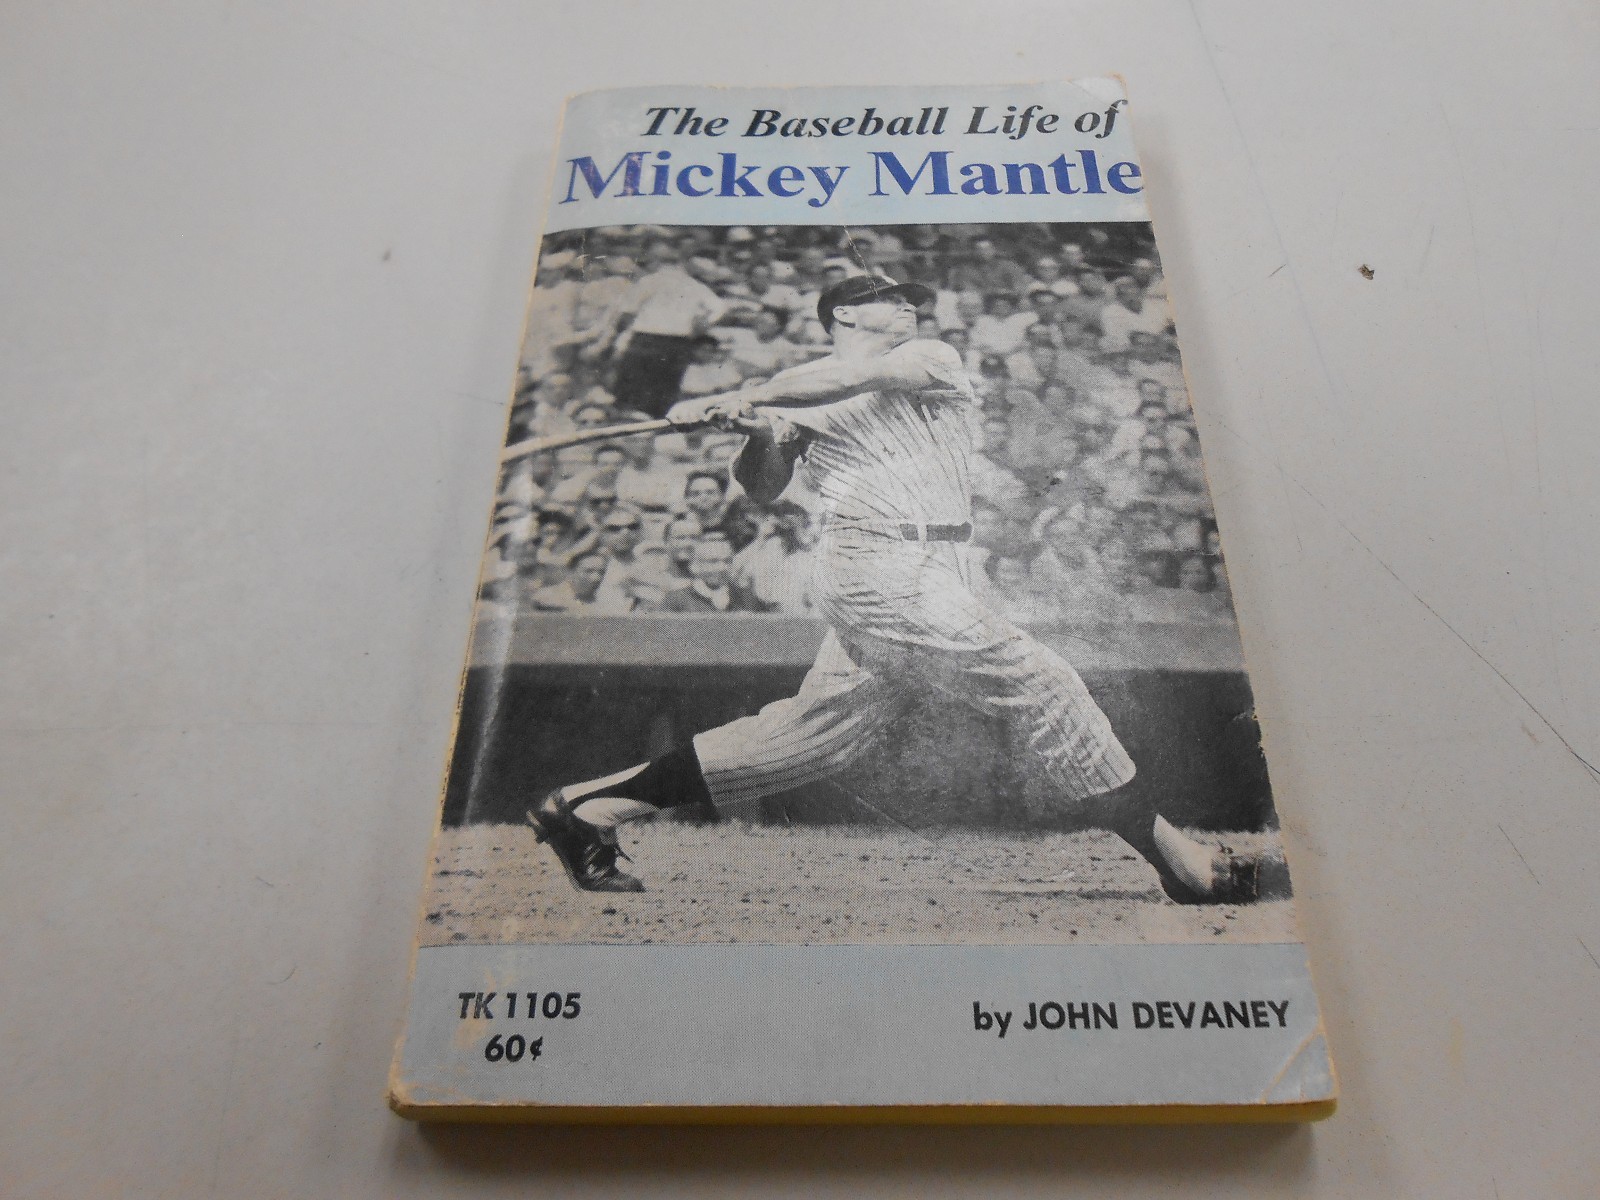 The Baseball Life of
Mickey Mantle
TK 1105
60¢
by JOHN DEVANEY